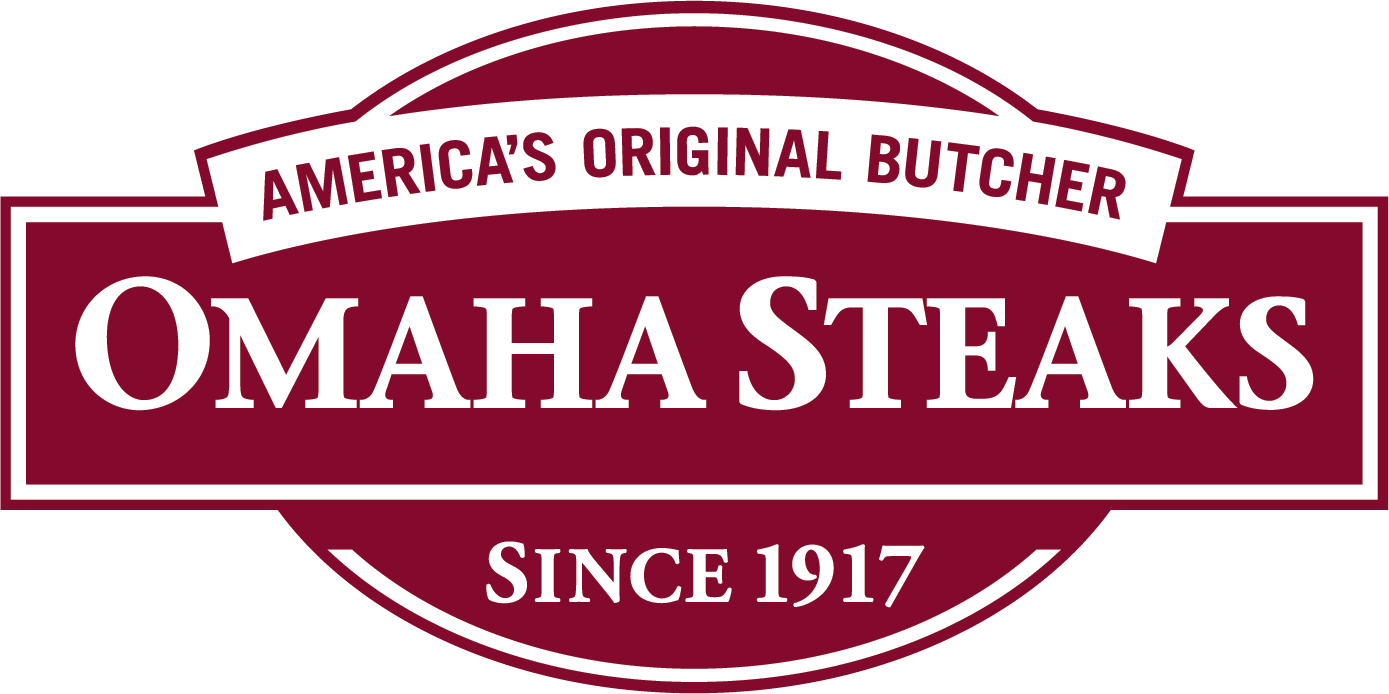 AMERICA'S ORIGINAL BUTCHER
OMAHA STEAKS
SINCE 1917